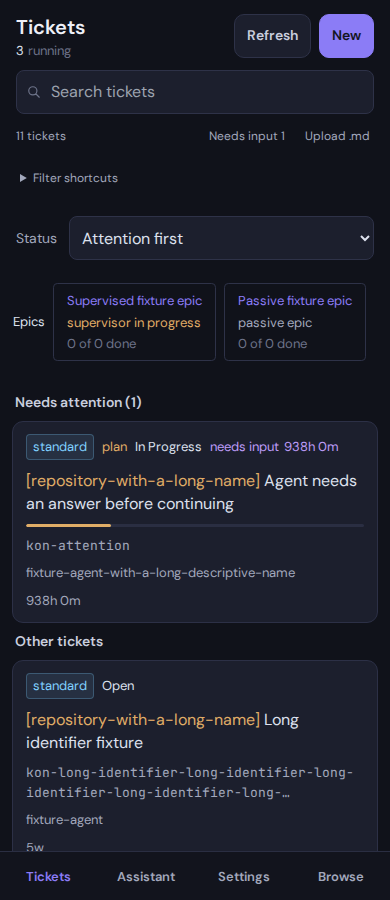 Tickets
3 running
Refresh
New
Search tickets
11 tickets
Needs input 1
Upload .md
Filter shortcuts
Status
Attention first
Epics
Supervised fixture epic
supervisor in progress
0 of 0 done
Passive fixture epic
passive epic
0 of 0 done
Needs attention (1)
standard plan In Progress needs input 938h 0m
[repository-with-a-long-name] Agent needs
an answer before continuing
kon-attention
fixture-agent-with-a-long-descriptive-name
938h 0m
Other tickets
standard Open
[repository-with-a-long-name] Long
identifier fixture
kon-long-identifier-long-identifier-long-
identifier-long-identifier-long-…
fixture-agent
5w
Tickets
Assistant
Settings
Browse